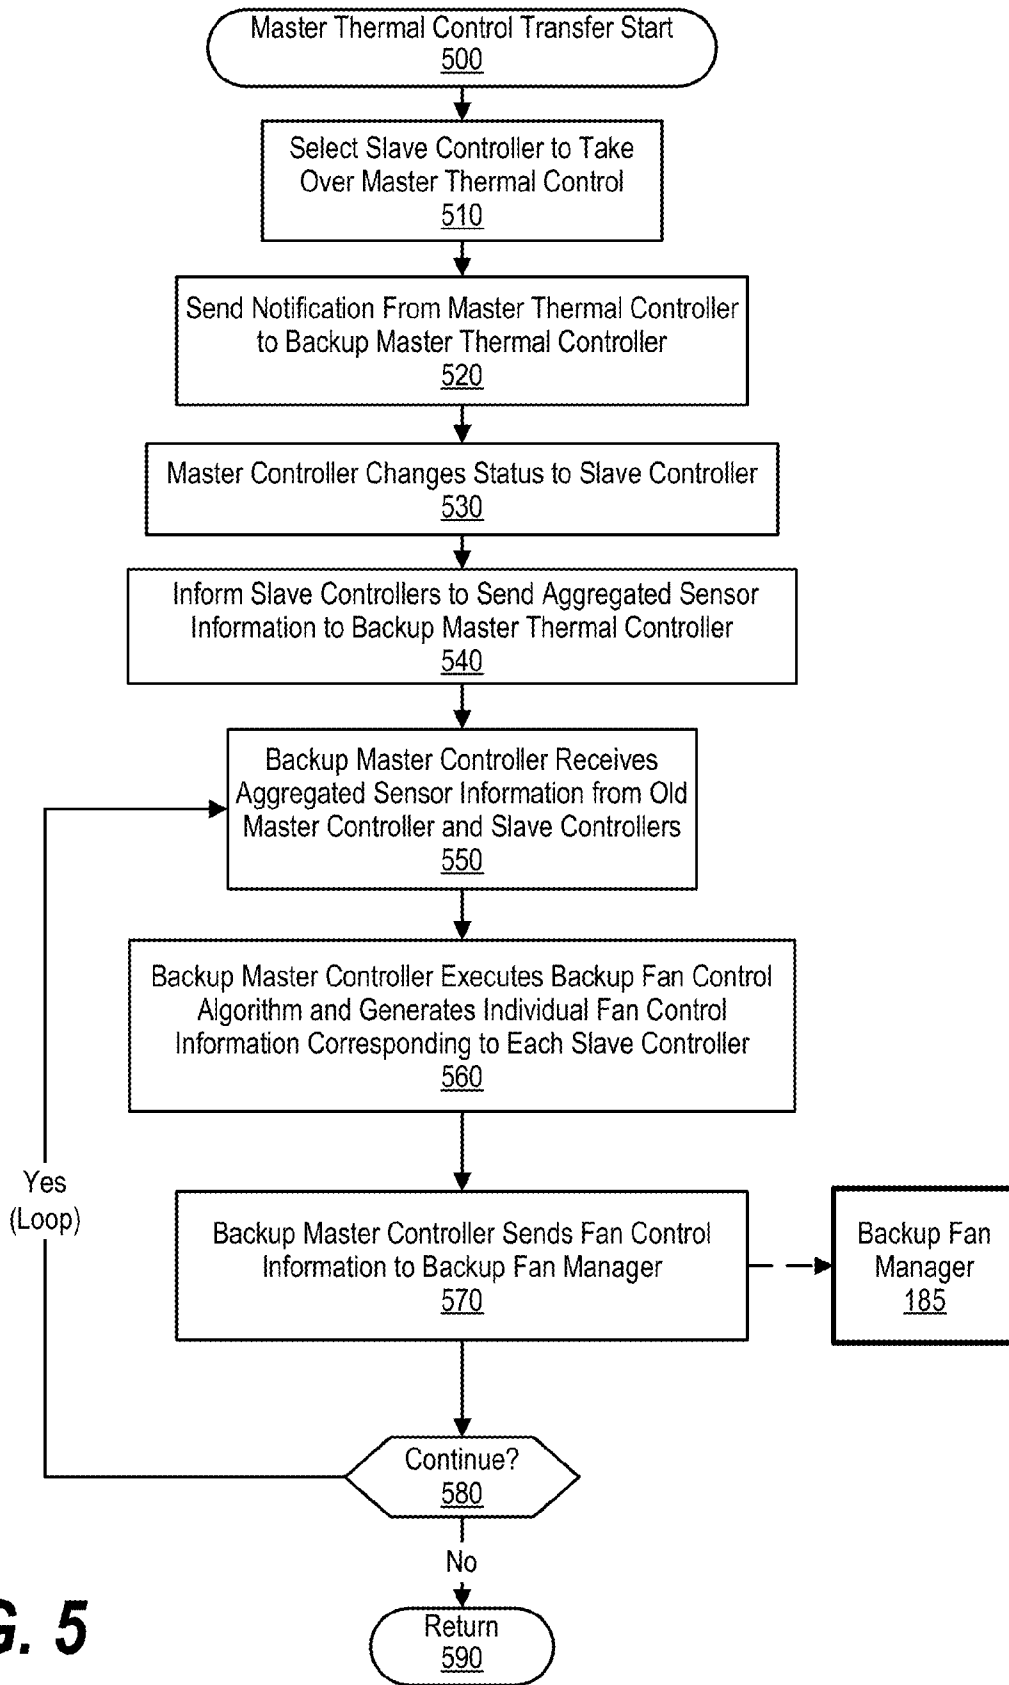 Master Thermal Control Transfer Start
500
Select Slave Controller to Take
Over Master Thermal Control
510
Send Notification From Master Thermal Controller
to Backup Master Thermal Controller
520
Master Controller Changes Status to Slave Controller
530
Inform Slave Controllers to Send Aggregated Sensor
Information to Backup Master Thermal Controller
540
Backup Master Controller Receives
Aggregated Sensor Information from Old
Master Controller and Slave Controllers
550
Backup Master Controller Executes Backup Fan Control
Algorithm and Generates Individual Fan Control
Information Corresponding to Each Slave Controller
560
Yes
(Loop)
Backup Master Controller Sends Fan Control
Information to Backup Fan Manager
570
Backup Fan
Manager
185
Continue?
580
No
Return
590
G. 5